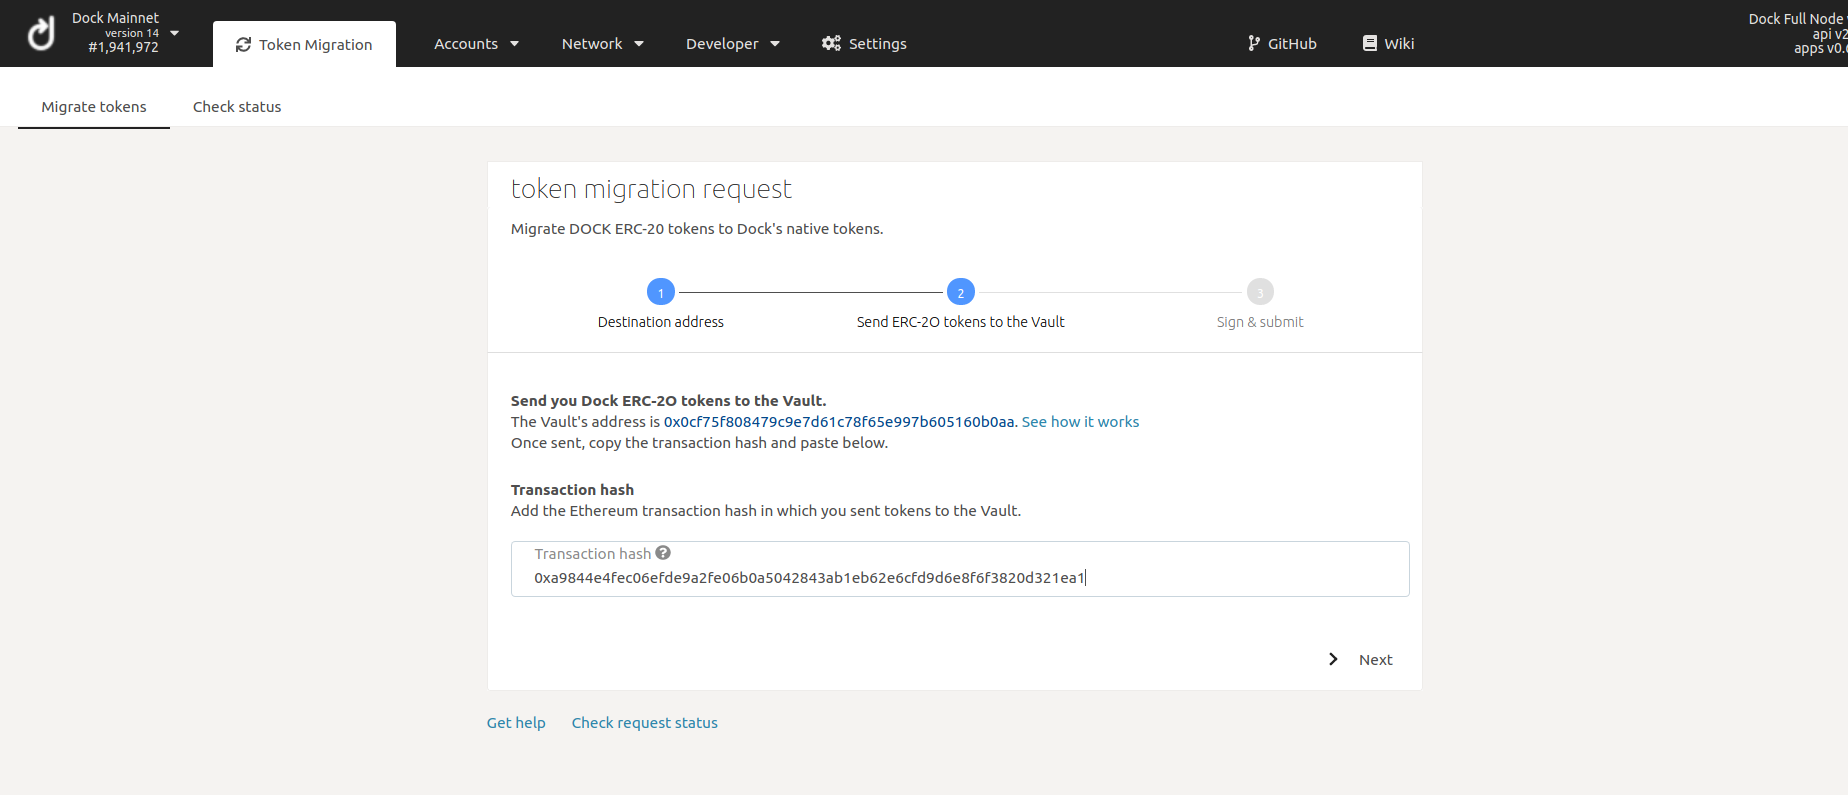 Dock Mainnet
version 14
#1,941,972
Token Migration
Accounts
Network
Developer
Settings
GitHub
Wiki
Dock Full Node
api v2
apps v0.
Migrate tokens
Check status
token migration request
Migrate DOCK ERC-20 tokens to Dock's native tokens.
1
2
3
Destination address
Send ERC-2O tokens to the Vault
Sign & submit
Send you Dock ERC-2O tokens to the Vault.
The Vault's address is 0x0cf75f808479c9e7d61c78f65e997b605160b0aa. See how it works
Once sent, copy the transaction hash and paste below.
Transaction hash
Add the Ethereum transaction hash in which you sent tokens to the Vault.
Transaction hash ?
0xa9844e4fec06efde9a2fe06b0a5042843ab1eb62e6cfd9d6e8f6f3820d321ea1
Next
Get help
Check request status